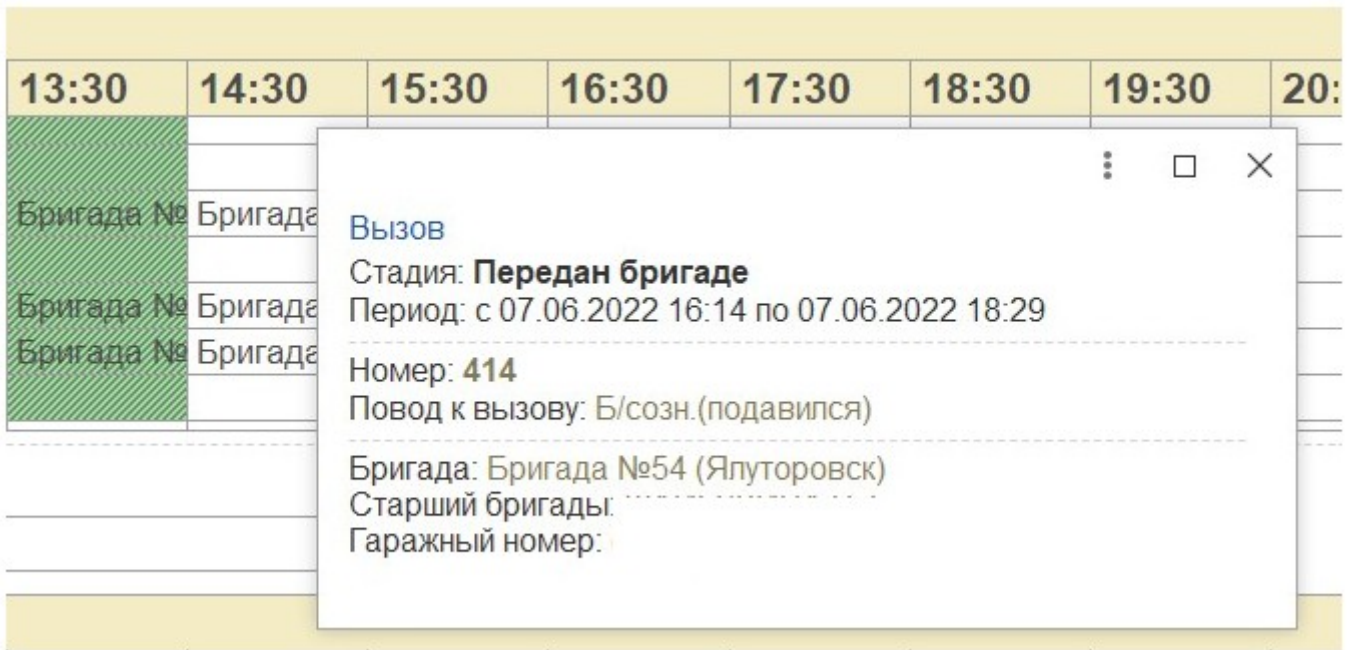 13:30 14:30 15:30 16:30 17:30 18:30 19:30 20:
Бригада № Бригада
Бригада № Бригада
Бригада № Бригада
Вызов
Стадия: Передан бригаде
Период: с 07.06.2022 16:14 по 07.06.2022 18:29
Номер: 414
Повод к вызову: Б/созн.(подавился)
Бригада: Бригада №54 (Ялуторовск)
Старший бригады:
Гаражный номер: